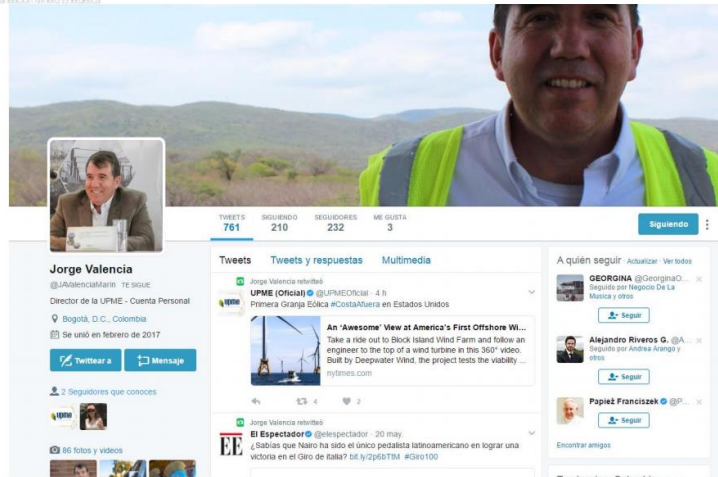 TWEETS SIGUIENDO SEGUIDORES ME GUSTA
761 210 232 3
Siguiendo
Jorge Valencia
@JAValenciaMarin TE SIGUE
Director de la UPME - Cuenta Personal
Bogotá, D.C., Colombia
Se unió en febrero de 2017
Twittear a
Mensaje
2 Seguidores que conoces
upme
86 fotos y videos
Tweets Tweets y respuestas Multimedia
Jorge Valencia retwitteó
upme
UPME (Oficial) @UPMEOficial · 4 h
Primera Granja Eólica #CostaAfuera en Estados Unidos
An ‘Awesome’ View at America's First Offshore Wi...
Take a ride out to Block Island Wind Farm and follow an
engineer to the top of a wind turbine in this 360° video.
Built by Deepwater Wind, the project tests the viability ...
nytimes.com
4 2
Jorge Valencia retwitteó
EE
El Espectador @elespectador · 20 may.
¿Sabías que Nairo ha sido el único pedalista latinoamericano en lograr una
victoria en el Giro de italia? bit.ly/2p6bTtM #Giro100
A quién seguir · Actualizar · Ver todos
GEORGINA @GeorginaO...
Seguido por Negocio De La
Musica y otros
Seguir
Alejandro Riveros G. @A...
Seguido por Andrea Arango y
otros
Seguir
Papież Franciszek @P...
Seguir
Encontrar amigos